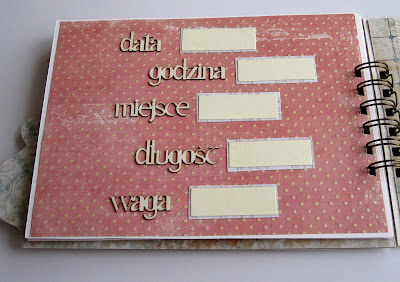 data
godzina
miejsce
długość
waga